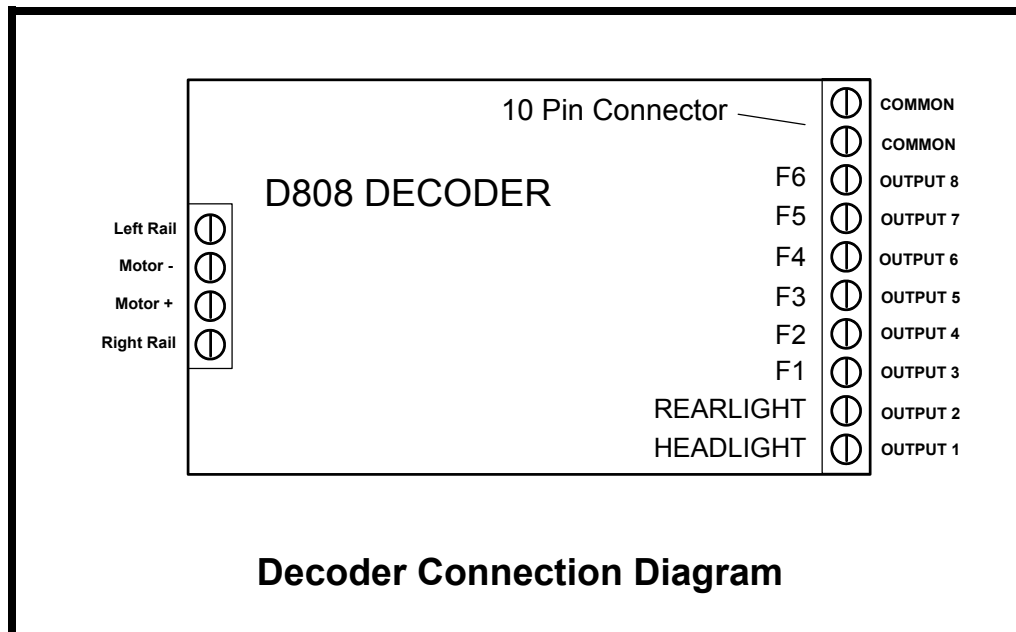 10 Pin Connector
COMMON
COMMON
D808 DECODER
F6 OUTPUT 8
F5 OUTPUT 7
F4 OUTPUT 6
F3 OUTPUT 5
F2 OUTPUT 4
F1 OUTPUT 3
REARLIGHT OUTPUT 2
HEADLIGHT OUTPUT 1
Left Rail
Motor -
Motor +
Right Rail
Decoder Connection Diagram